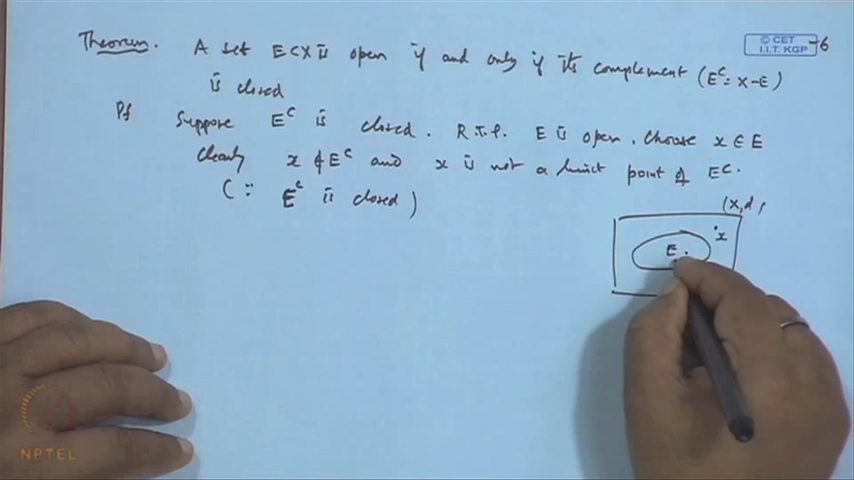 Theorem. A set E ⊂ X is open if and only if its complement (E^c = X - E)
is closed
Pf Suppose E^c is closed. R.T.P. E is open. Choose x ∈ E
Clearly x ∉ E^c and x is not a limit point of E^c.
(∵ E^c is closed)
(X, d)
x
E
© CET
I.I.T. KGP
-6
NPTEL